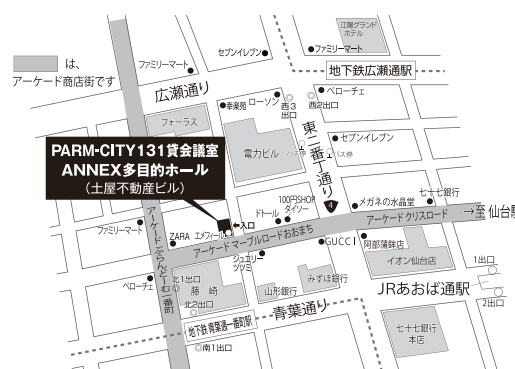 は、
アーケード商店街です
ファミリーマート
セブンイレブン
ファミリーマート
江陽グランド
ホテル
広瀬通り
地下鉄広瀬通駅
幸楽苑
ローソン
西3
出口
西2出口
ベローチェ
フォーラス
電力ビル
東二番丁通り
バス停
バス停
セブンイレブン
PARM-CITY131貸会議室
ANNEX多目的ホール
(土屋不動産ビル)
4
100円SHOP
ダイソー
ドトール
メガネの水晶堂
七十七銀行
アーケード クリスロード
→至 仙台駅
ファミリーマート
ZARA
エメフィール
←入口
アーケード マーブルロードおおまち
アーケード ぶらんどーむ一番町
GUCCI
阿部蒲鉾店
イオン仙台店
ジュエリー
ツツミ
ベローチェ
北1出口
藤崎
北2出口
山形銀行
みずほ銀行
青葉通り
JRあおば通駅
1出口
2出口
地下鉄 青葉通一番町駅
南1出口
七十七銀行
本店